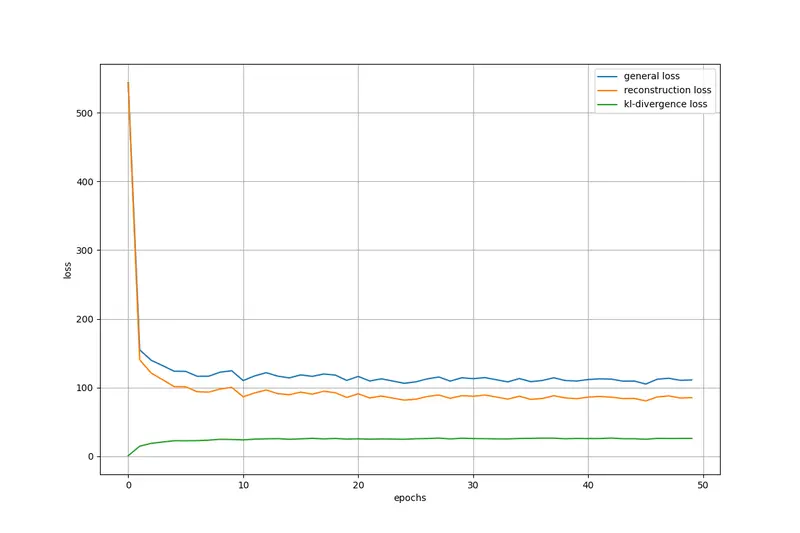 general loss
reconstruction loss
kl-divergence loss
500
400
300
200
100
0
loss
0
10
20
30
40
50
epochs